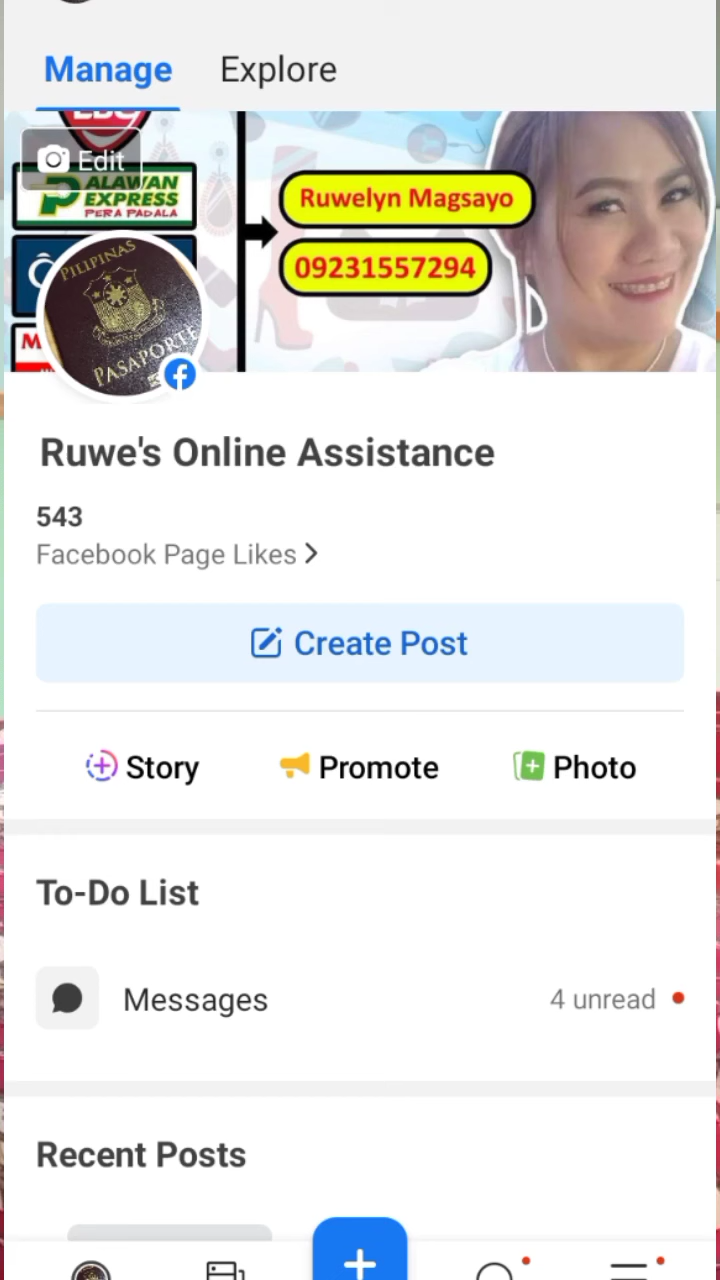 Manage Explore
LBC
Edit
PALAWAN
EXPRESS
PERA PADALA
Ruwelyn Magsayo
09231557294
PILIPINAS
PASAPORTE
Ruwe's Online Assistance
543
Facebook Page Likes >
Create Post
Story Promote Photo
To-Do List
Messages 4 unread
Recent Posts